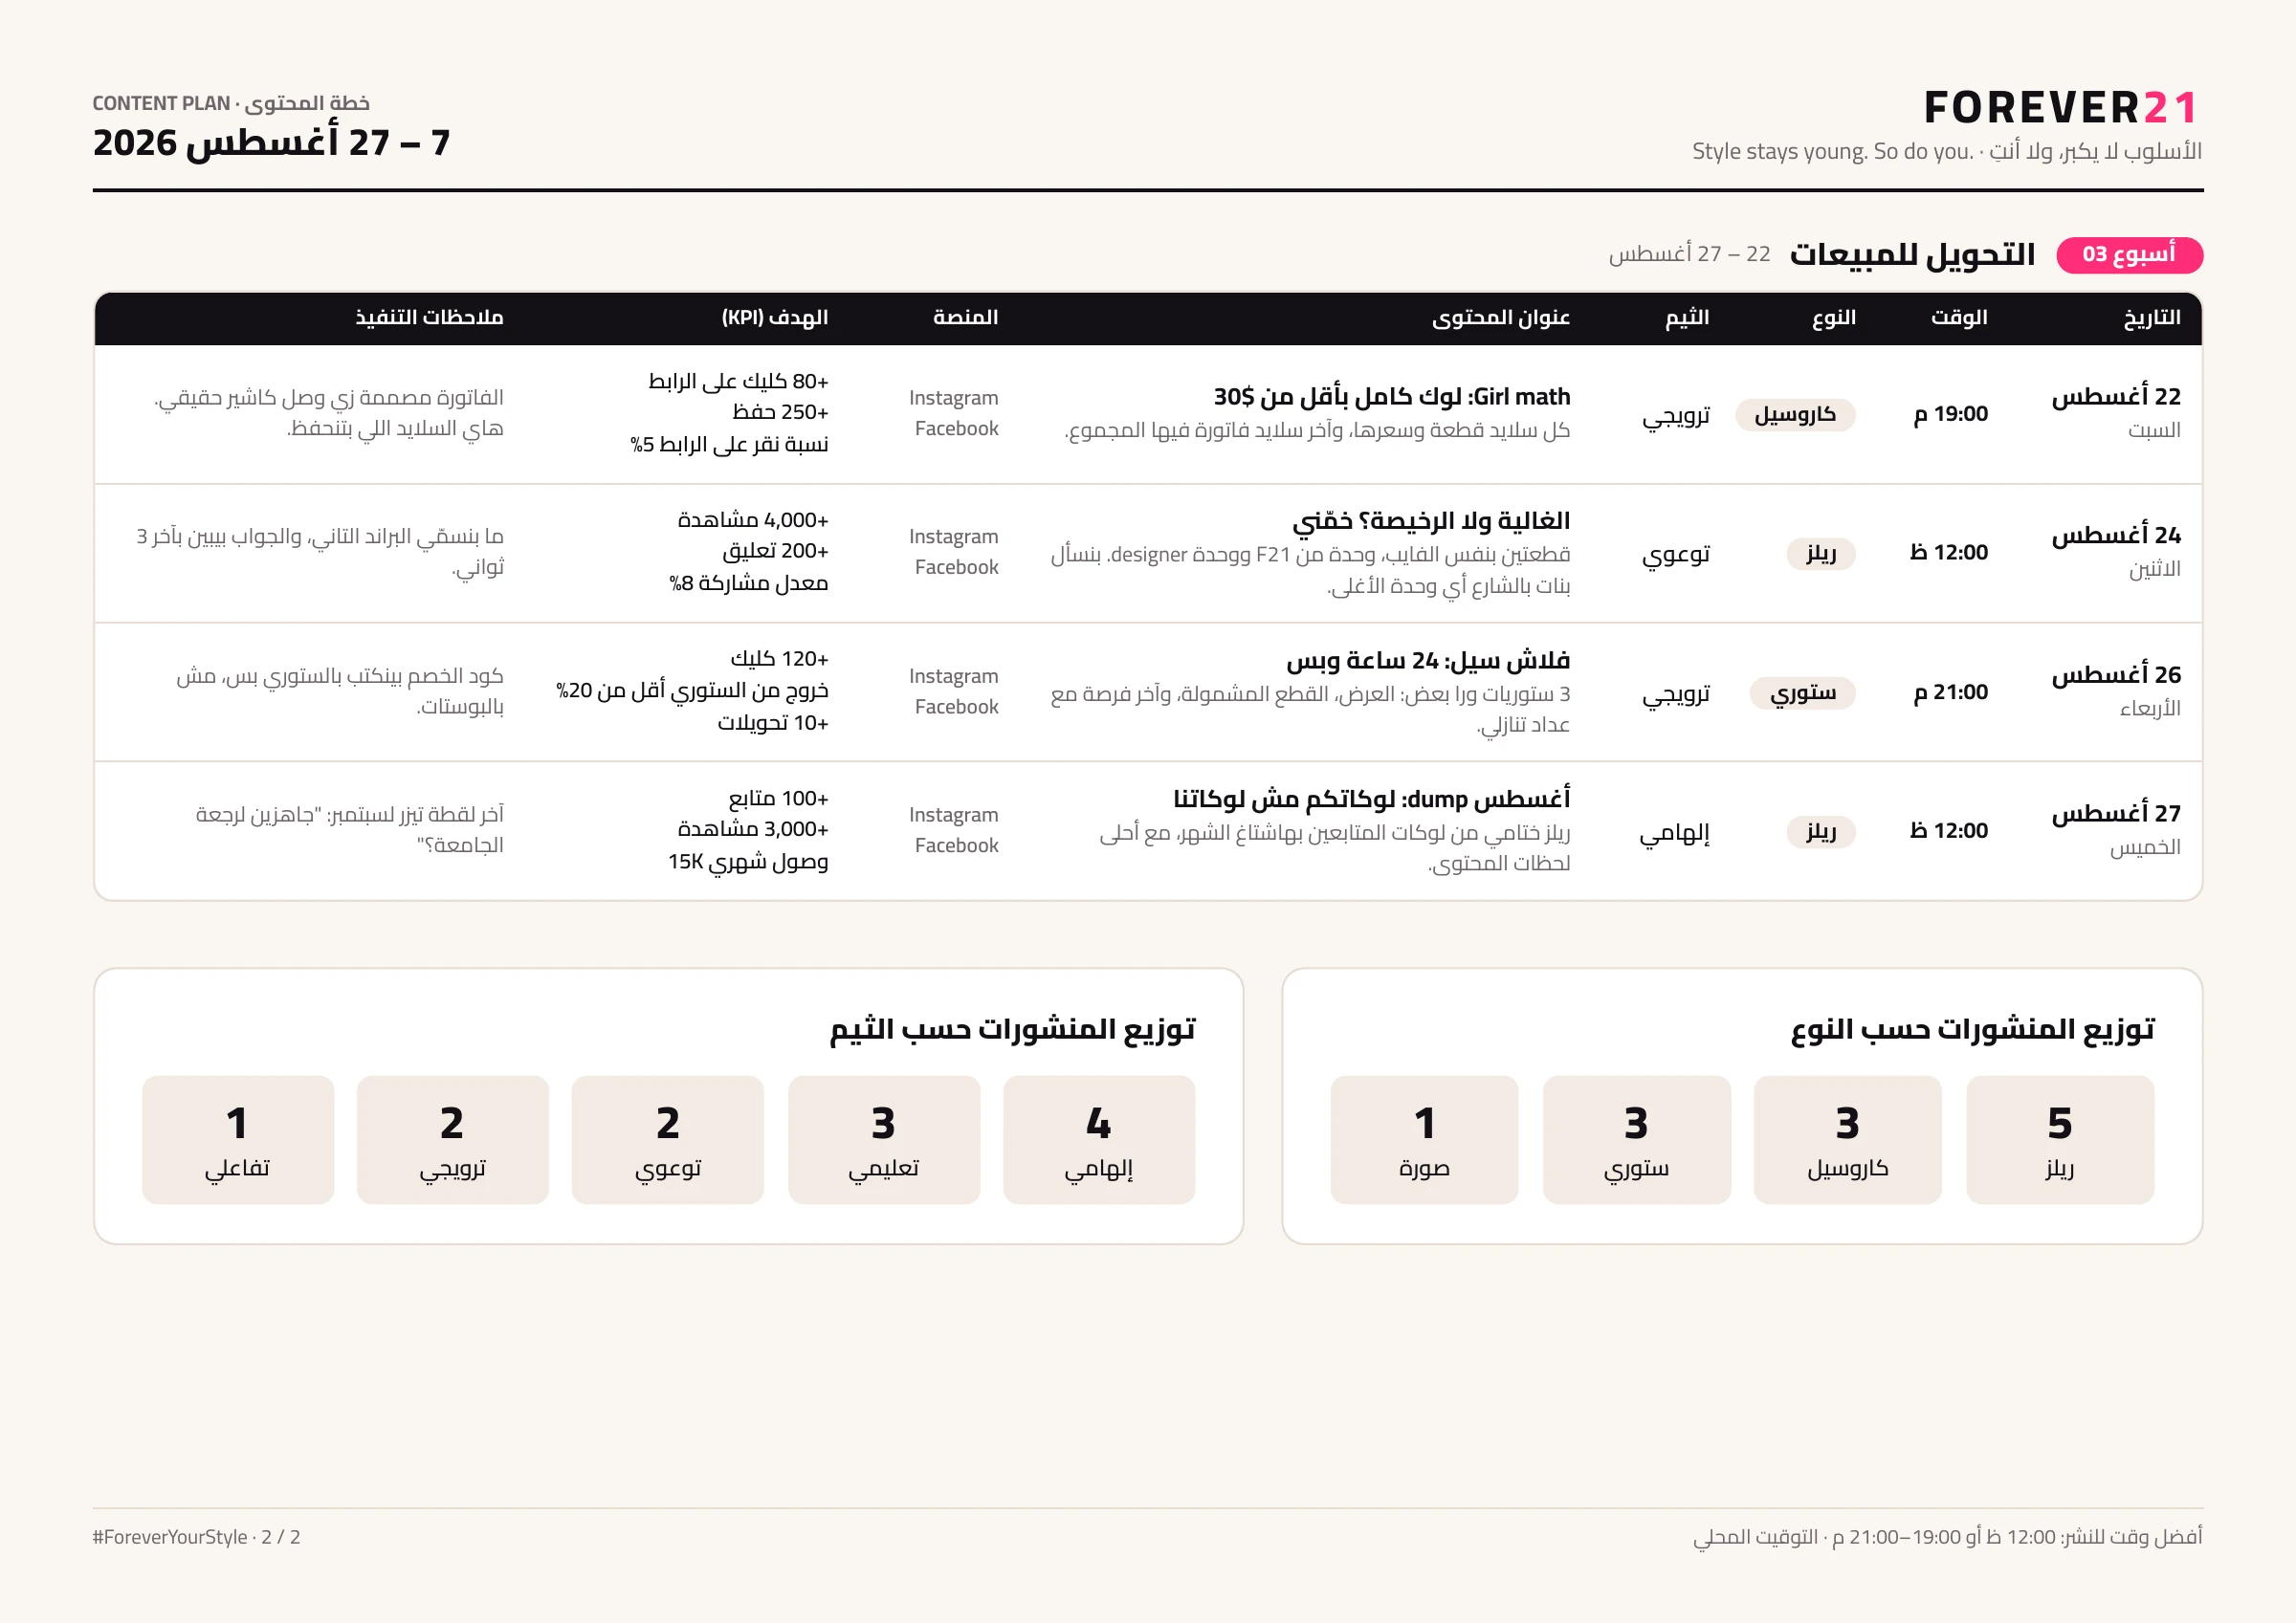 FOREVER21
الأسلوب لا يكبر، ولا أنتِ · Style stays young. So do you.
خطة المحتوى · CONTENT PLAN
7 – 27 أغسطس 2026
أسبوع 03 التحويل للمبيعات 22 – 27 أغسطس
التاريخ الوقت النوع الثيم عنوان المحتوى المنصة الهدف (KPI) ملاحظات التنفيذ
22 أغسطس
السبت
19:00 م
كاروسيل
ترويجي
Girl math: لوك كامل بأقل من 30$
كل سلايد قطعة وسعرها، وآخر سلايد فاتورة فيها المجموع.
Instagram
Facebook
+80 كليك على الرابط
+250 حفظ
نسبة نقر على الرابط 5%
الفاتورة مصممة زي وصل كاشير حقيقي.
هاي السلايد اللي بتنحفظ.
24 أغسطس
الاثنين
12:00 ظ
ريلز
توعوي
الغالية ولا الرخيصة؟ خمّني
قطعتين بنفس الفايب، وحدة من F21 ووحدة designer. بنسأل
بنات بالشارع أي وحدة الأغلى.
Instagram
Facebook
+4,000 مشاهدة
+200 تعليق
معدل مشاركة 8%
ما بنسمّي البراند التاني، والجواب بيبين بآخر 3
ثواني.
26 أغسطس
الأربعاء
21:00 م
ستوري
ترويجي
فلاش سيل: 24 ساعة وبس
3 ستوريات ورا بعض: العرض، القطع المشمولة، وآخر فرصة مع
عداد تنازلي.
Instagram
Facebook
+120 كليك
خروج من الستوري أقل من 20%
+10 تحويلات
كود الخصم بينكتب بالستوري بس، مش
بالبوستات.
27 أغسطس
الخميس
12:00 ظ
ريلز
إلهامي
أغسطس dump: لوكاتكم مش لوكاتنا
ريلز ختامي من لوكات المتابعين بهاشتاغ الشهر، مع أحلى
لحظات المحتوى.
Instagram
Facebook
+100 متابع
+3,000 مشاهدة
وصول شهري 15K
آخر لقطة تيزر لسبتمبر: "جاهزين لرجعة
الجامعة؟"
توزيع المنشورات حسب النوع
5 3 3 1
ريلز كاروسيل ستوري صورة
توزيع المنشورات حسب الثيم
4 3 2 2 1
إلهامي تعليمي توعوي ترويجي تفاعلي
أفضل وقت للنشر: 12:00 ظ أو 19:00–21:00 م · التوقيت المحلي
#ForeverYourStyle · 2 / 2